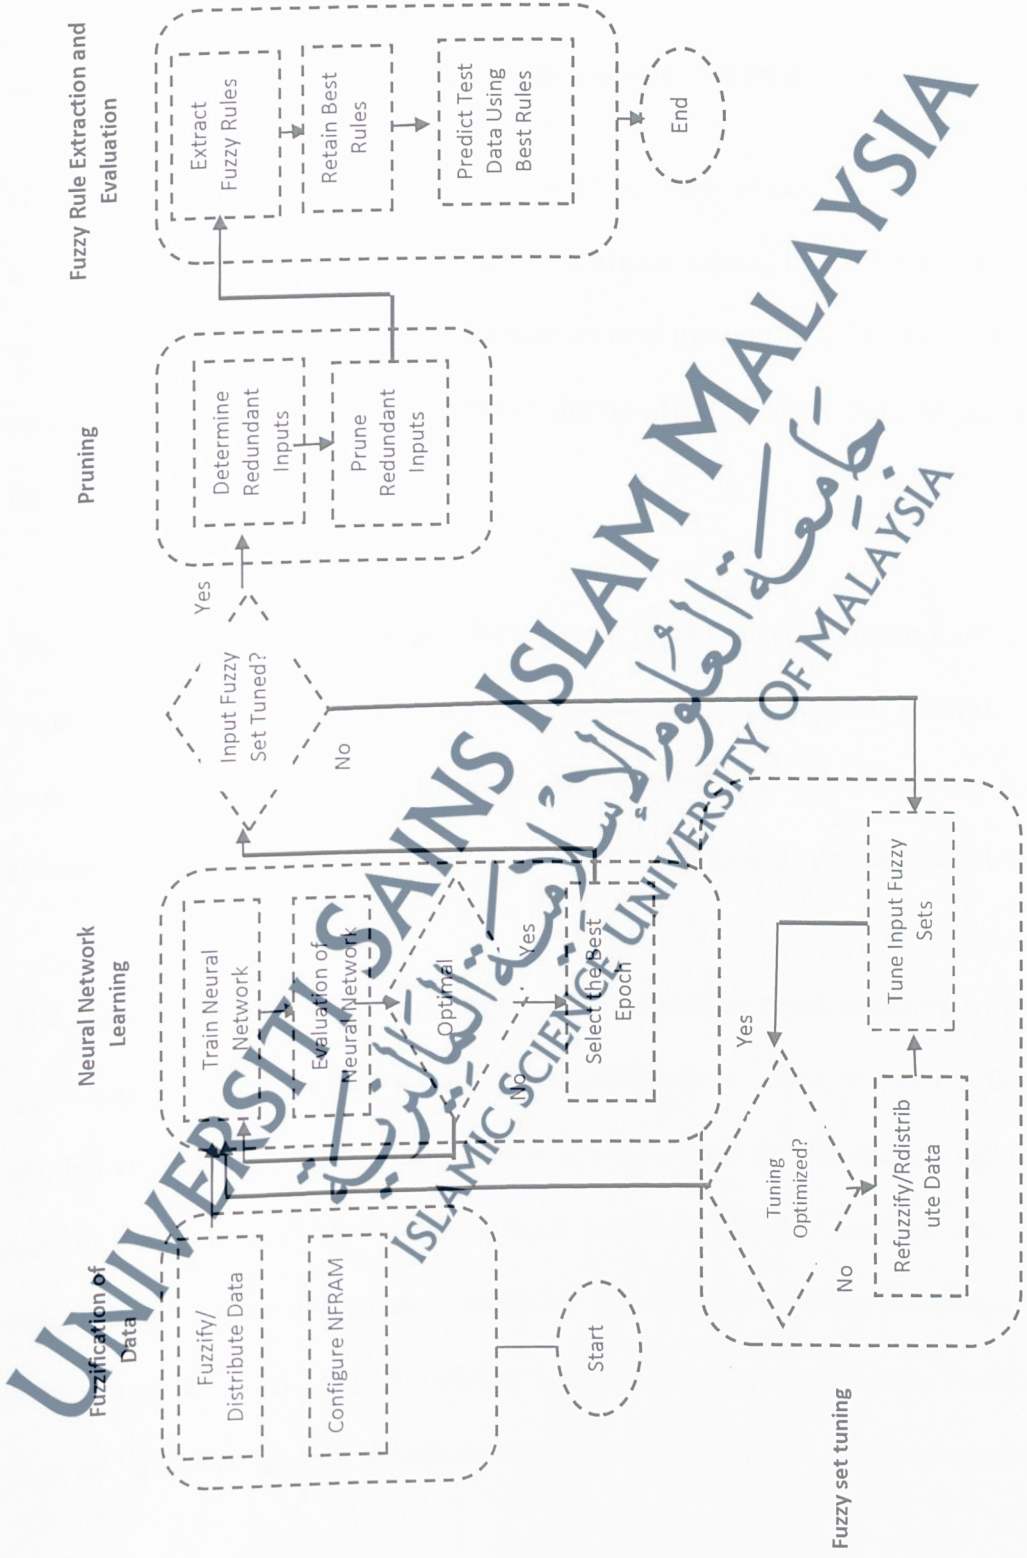 Fuzzification of
Data
Fuzzify/
Distribute Data
Configure NFRAM
Start
Neural Network
Learning
Train Neural
Network
Evaluation of
Neural Network
Optimal
No
Yes
Select the Best
Epoch
Input Fuzzy
Set Tuned?
Yes
No
Pruning
Determine
Redundant
Inputs
Prune
Redundant
Inputs
Fuzzy Rule Extraction and
Evaluation
Extract
Fuzzy Rules
Retain Best
Rules
Predict Test
Data Using
Best Rules
End
Fuzzy set tuning
Tuning
Optimized?
Yes
No
Refuzzify/Rdistrib
ute Data
Tune Input Fuzzy
Sets
UNIVERSITI SAINS ISLAM MALAYSIA
جامعة العلوم الإسلامية الماليزية
ISLAMIC SCIENCE UNIVERSITY OF MALAYSIA